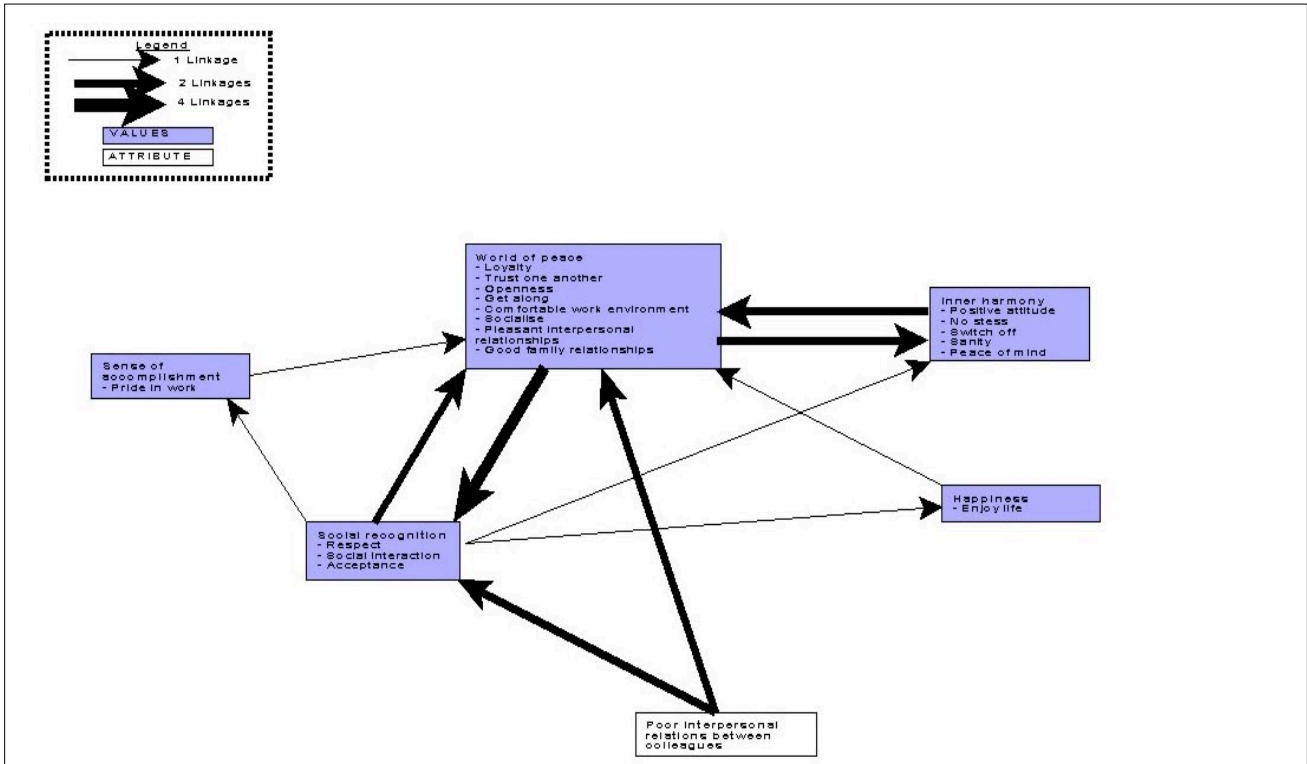 Legend
1 Linkage
2 Linkages
4 Linkages
VALUES
ATTRIBUTE
World of peace
- Loyalty
- Trust one another
- Openness
- Get along
- Comfortable work environment
- Socialise
- Pleasant interpersonal
relationships
- Good family relationships
Inner harmony
- Positive attitude
- No stess
- Switch off
- Sanity
- Peace of mind
Sense of
accomplishment
- Pride in work
Happiness
- Enjoy life
Social recognition
- Respect
- Social interaction
- Acceptance
Poor interpersonal
relations between
colleagues